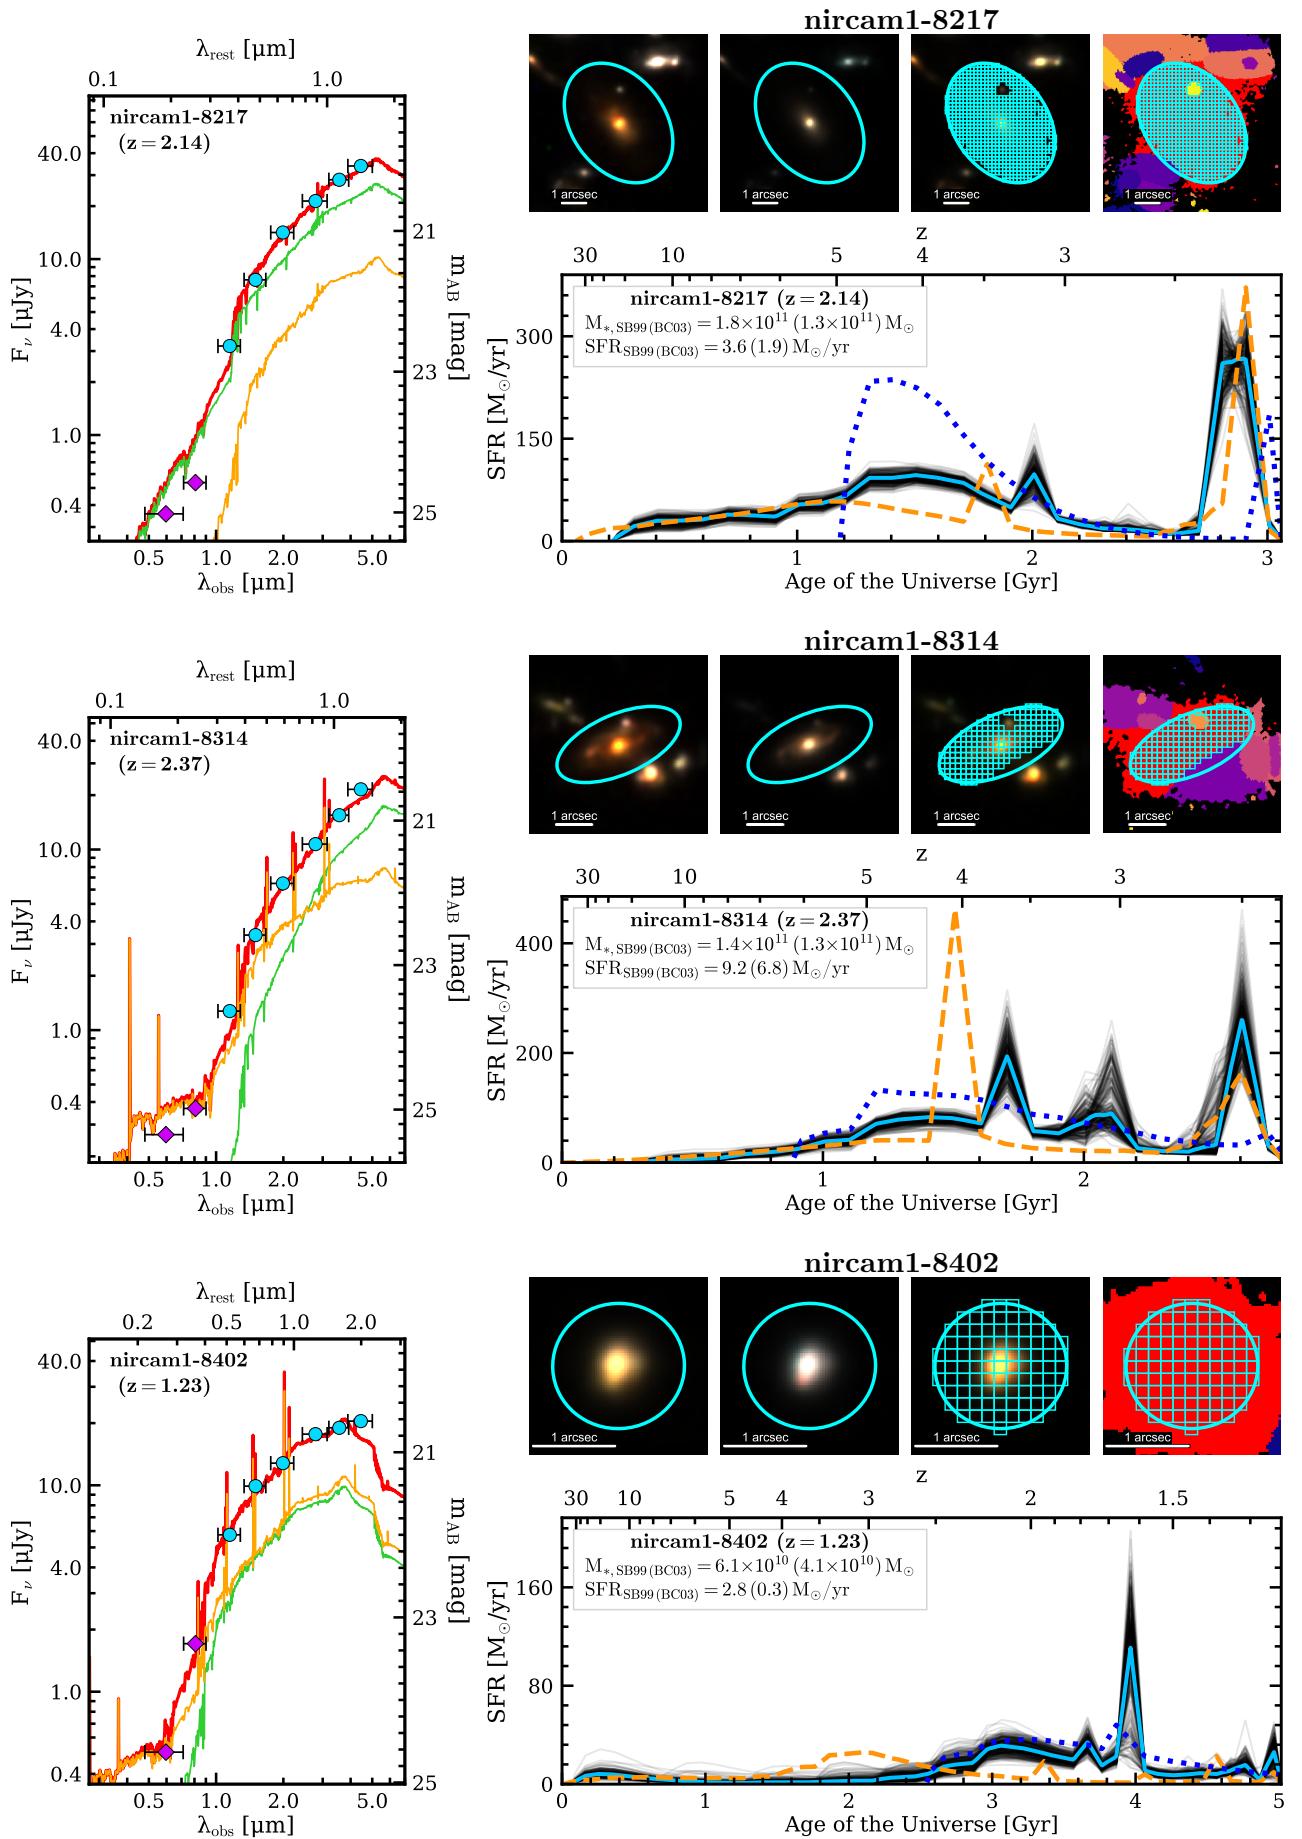 nircam1-8217
λrest [µm]
0.1 1.0
nircam1-8217
(z = 2.14)
40.0
10.0
4.0
1.0
0.4
Fν [µJy]
21
23
25
mAB [mag]
0.5 1.0 2.0 5.0
λobs [µm]
1 arcsec 1 arcsec 1 arcsec 1 arcsec
z
30 10 5 4 3
nircam1-8217 (z = 2.14)
M*, SB99 (BC03) = 1.8×10¹¹ (1.3×10¹¹) M☉
SFRSB99 (BC03) = 3.6 (1.9) M☉/yr
300
150
0
SFR [M☉/yr]
0 1 2 3
Age of the Universe [Gyr]
nircam1-8314
λrest [µm]
0.1 1.0
nircam1-8314
(z = 2.37)
40.0
10.0
4.0
1.0
0.4
Fν [µJy]
21
23
25
mAB [mag]
0.5 1.0 2.0 5.0
λobs [µm]
1 arcsec 1 arcsec 1 arcsec 1 arcsec
z
30 10 5 4 3
nircam1-8314 (z = 2.37)
M*, SB99 (BC03) = 1.4×10¹¹ (1.3×10¹¹) M☉
SFRSB99 (BC03) = 9.2 (6.8) M☉/yr
400
200
0
SFR [M☉/yr]
0 1 2
Age of the Universe [Gyr]
nircam1-8402
λrest [µm]
0.2 0.5 1.0 2.0
nircam1-8402
(z = 1.23)
40.0
10.0
4.0
1.0
0.4
Fν [µJy]
21
23
25
mAB [mag]
0.5 1.0 2.0 5.0
λobs [µm]
1 arcsec 1 arcsec 1 arcsec 1 arcsec
z
30 10 5 4 3 2 1.5
nircam1-8402 (z = 1.23)
M*, SB99 (BC03) = 6.1×10¹⁰ (4.1×10¹⁰) M☉
SFRSB99 (BC03) = 2.8 (0.3) M☉/yr
160
80
0
SFR [M☉/yr]
0 1 2 3 4 5
Age of the Universe [Gyr]